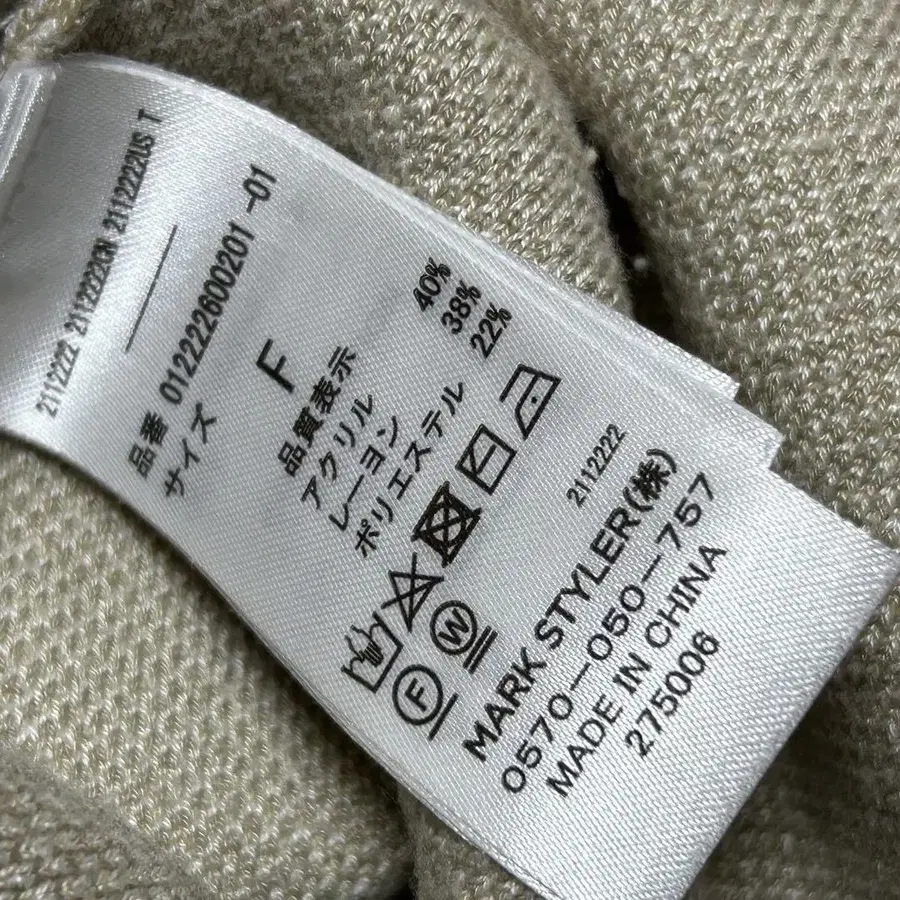 2112222 2112222CN 2112222US T
品番 012222600201 -01
サイズ
F
品質表示
アクリル 40%
レーヨン 38%
ポリエステル 22%
F W
2112222
MARK STYLER(株)
0570-050-757
MADE IN CHINA
275006